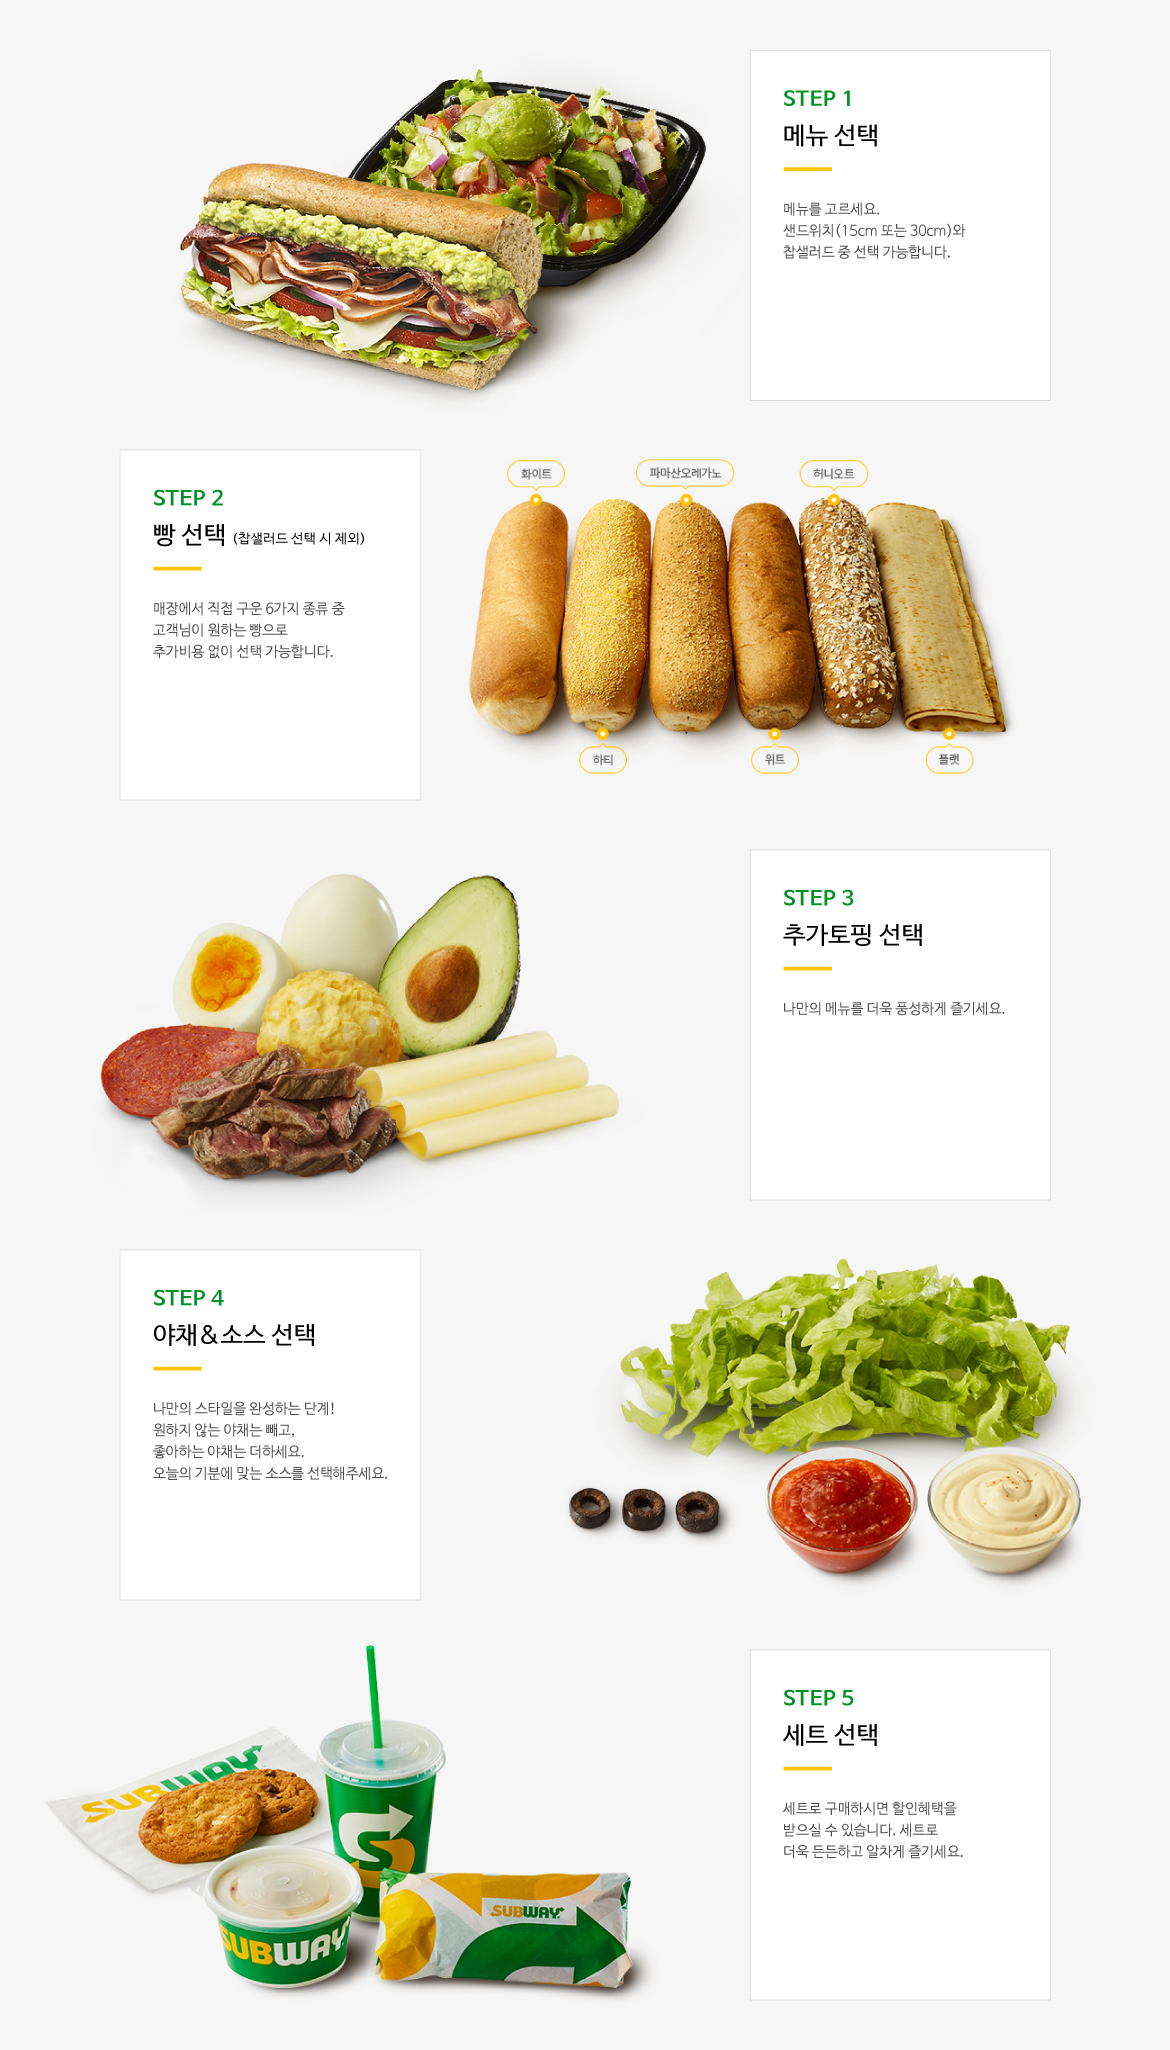 STEP 1
메뉴 선택
메뉴를 고르세요.
샌드위치(15cm 또는 30cm)와
찹샐러드 중 선택 가능합니다.
STEP 2
빵 선택 (찹샐러드 선택 시 제외)
매장에서 직접 구운 6가지 종류 중
고객님이 원하는 빵으로
추가비용 없이 선택 가능합니다.
화이트
파마산오레가노
허니오트
하티
위트
플랫
STEP 3
추가토핑 선택
나만의 메뉴를 더욱 풍성하게 즐기세요.
STEP 4
야채&소스 선택
나만의 스타일을 완성하는 단계!
원하지 않는 야채는 빼고,
좋아하는 야채는 더하세요.
오늘의 기분에 맞는 소스를 선택해주세요.
STEP 5
세트 선택
세트로 구매하시면 할인혜택을
받으실 수 있습니다. 세트로
더욱 든든하고 알차게 즐기세요.
SUBWAY
SUBWAY
SUBWAY